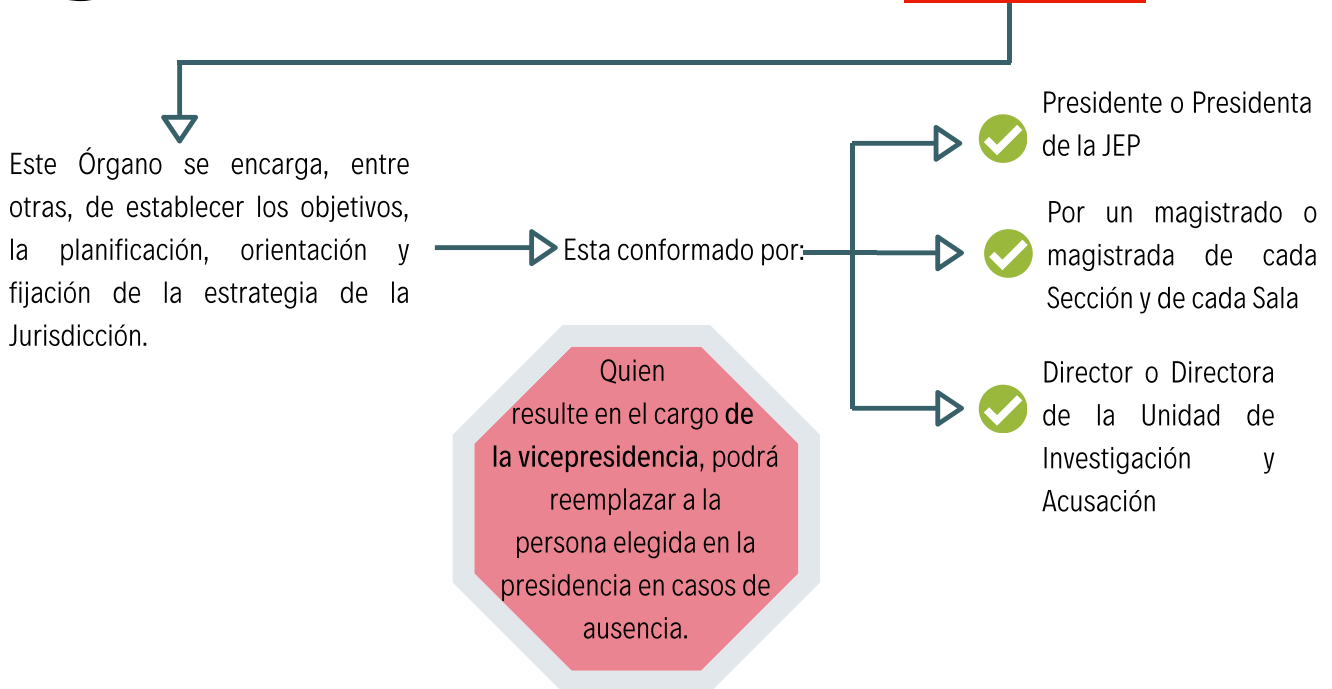 Este Órgano se encarga, entre
otras, de establecer los objetivos,
la planificación, orientación y
fijación de la estrategia de la
Jurisdicción.
Esta conformado por:
Presidente o Presidenta
de la JEP
Por un magistrado o
magistrada de cada
Sección y de cada Sala
Director o Directora
de la Unidad de
Investigación y
Acusación
Quien
resulte en el cargo de
la vicepresidencia, podrá
reemplazar a la
persona elegida en la
presidencia en casos de
ausencia.